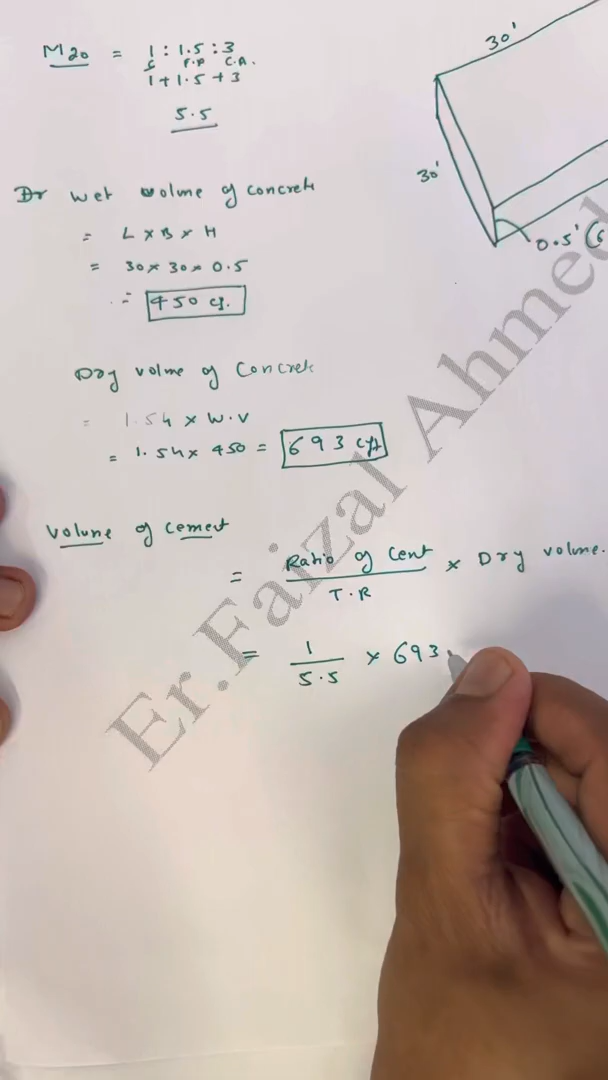 M20 = 1 : 1.5 : 3
C F.A C.A.
1 + 1.5 + 3
5.5
30'
30'
0.5' (6
Wet volme of concrete
= L × B × H
= 30 × 30 × 0.5
= 450 cf.
Dry volme of Concrete
= 1.54 × W.V
= 1.54 × 450 = 693 cft
Volume of cement
= Ratio of Cent × Dry volume.
T.R
= 1 × 693
5.5
Er.Faizal Ahmed